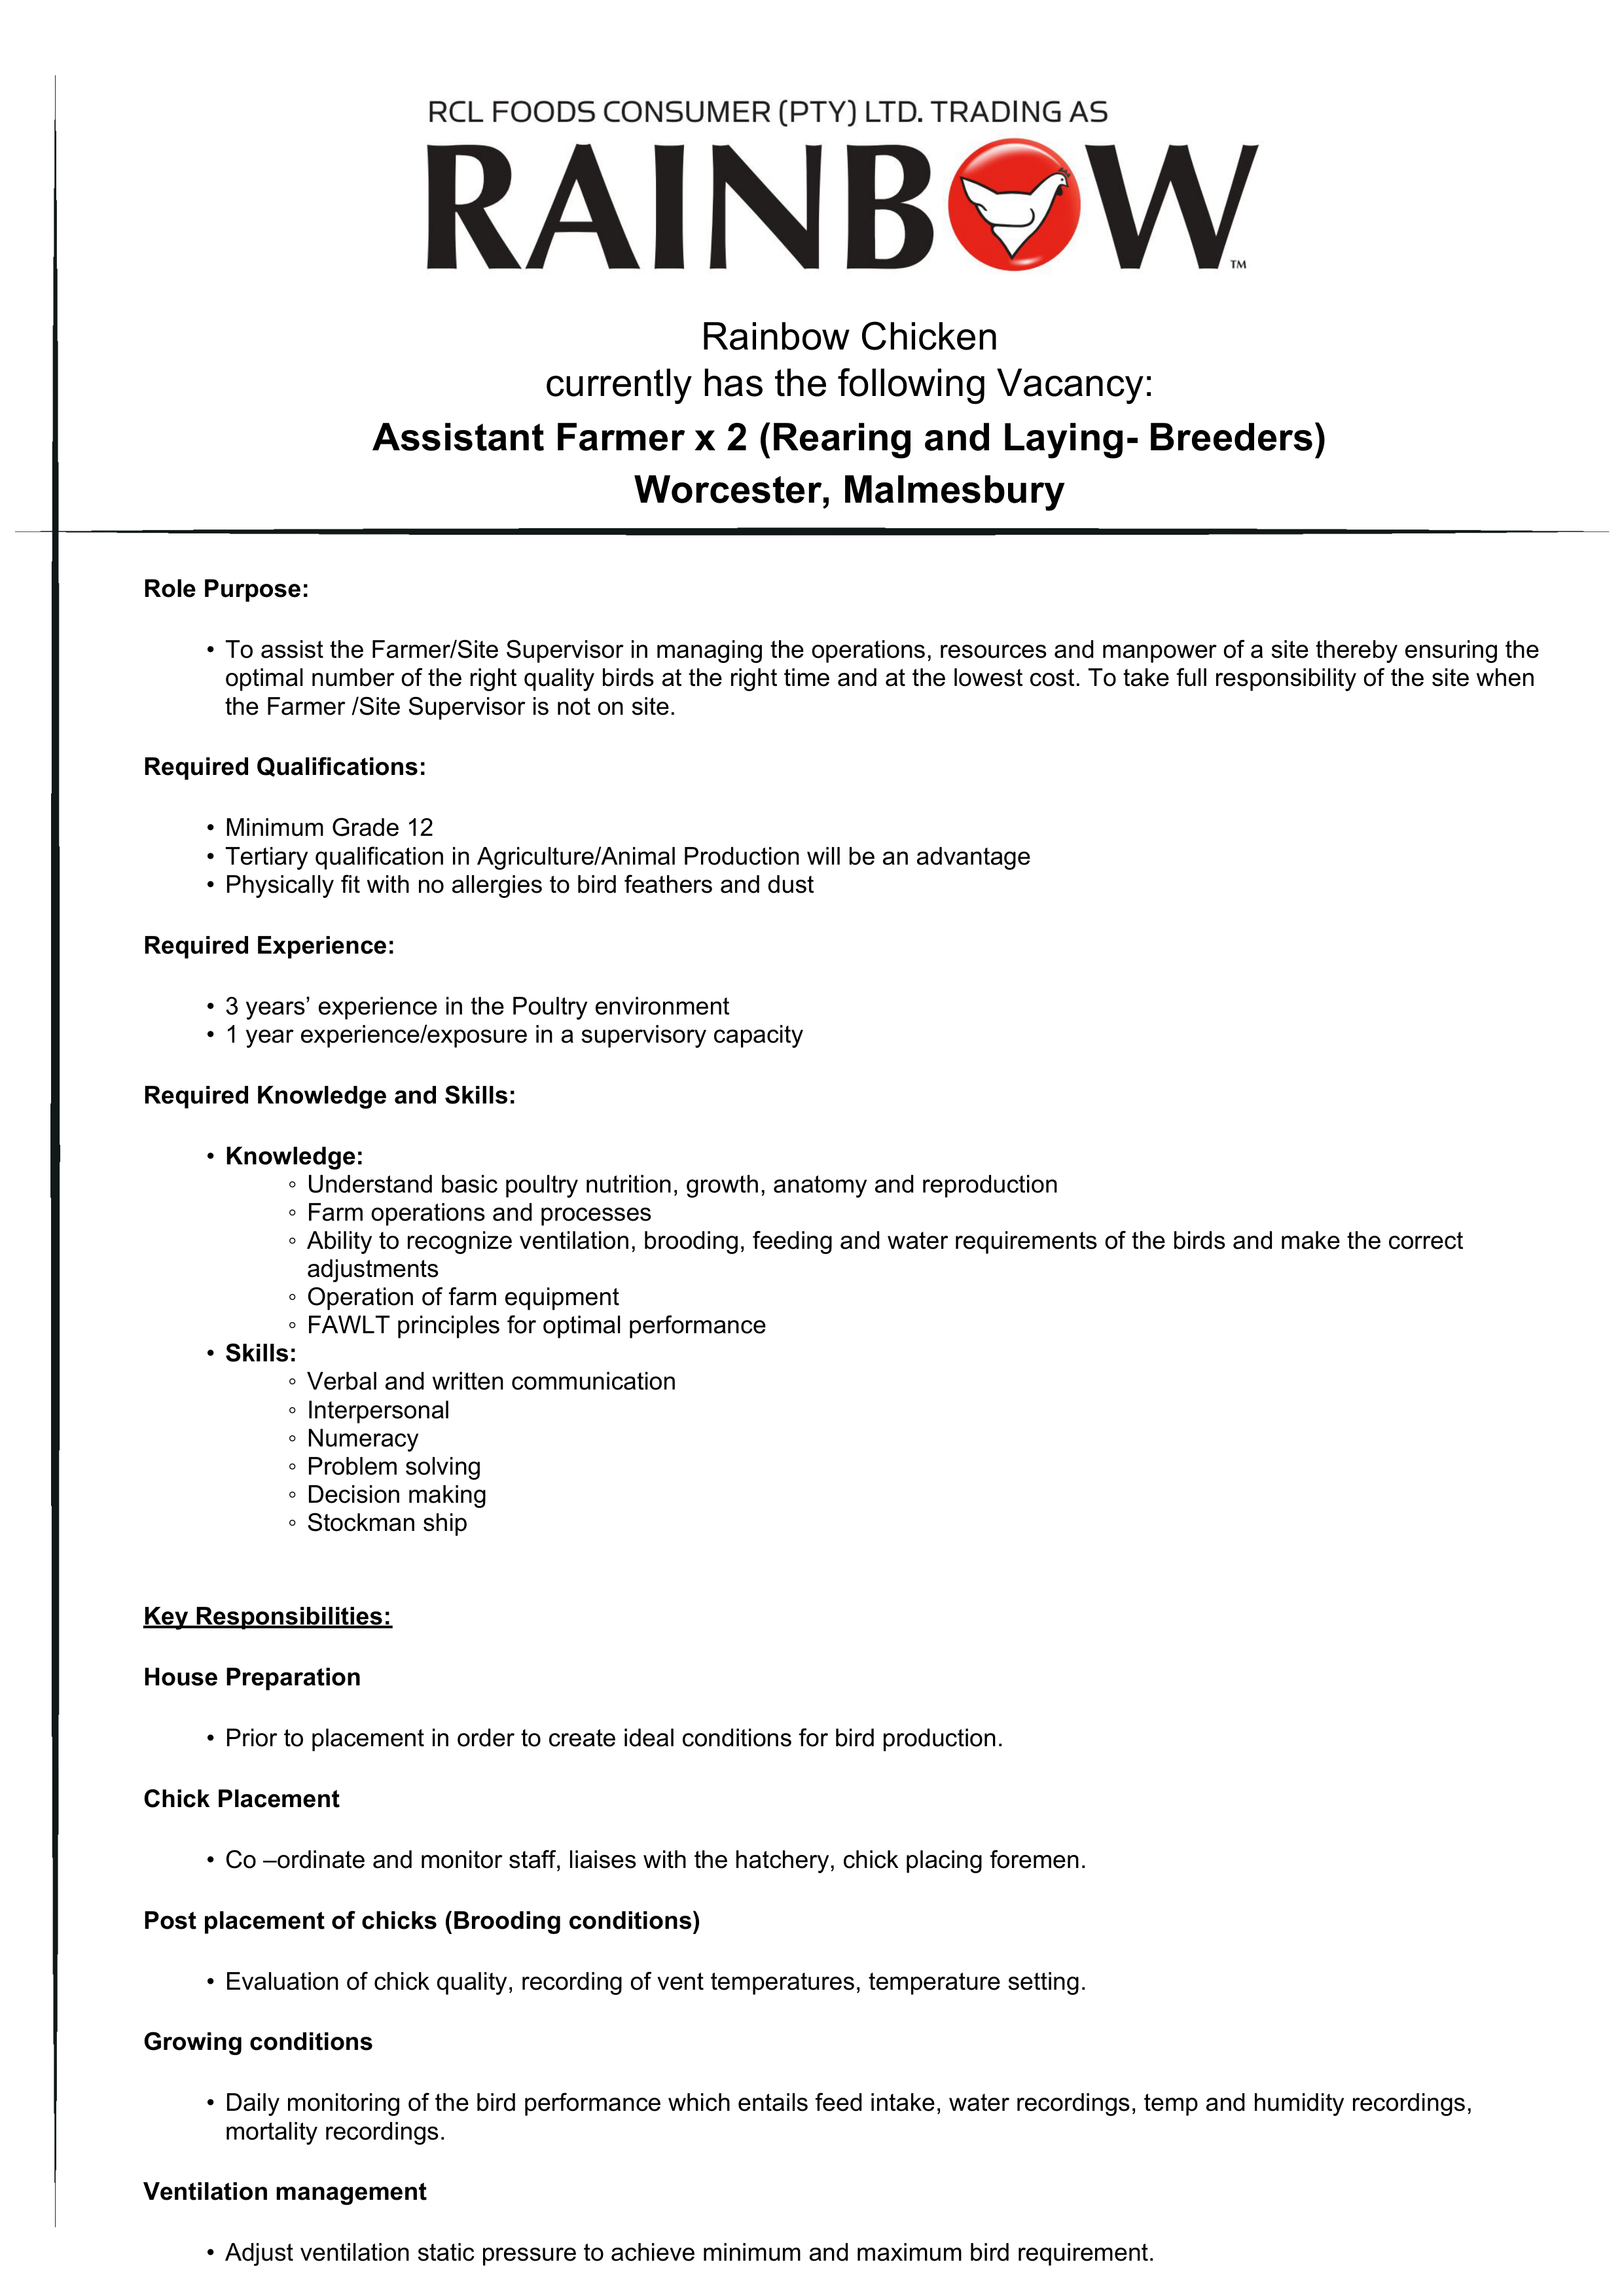 RCL FOODS CONSUMER (PTY) LTD. TRADING AS
RAINBOW
TM
Rainbow Chicken
currently has the following Vacancy:
Assistant Farmer x 2 (Rearing and Laying- Breeders)
Worcester, Malmesbury
Role Purpose:
• To assist the Farmer/Site Supervisor in managing the operations, resources and manpower of a site thereby ensuring the
optimal number of the right quality birds at the right time and at the lowest cost. To take full responsibility of the site when
the Farmer /Site Supervisor is not on site.
Required Qualifications:
• Minimum Grade 12
• Tertiary qualification in Agriculture/Animal Production will be an advantage
• Physically fit with no allergies to bird feathers and dust
Required Experience:
• 3 years’ experience in the Poultry environment
• 1 year experience/exposure in a supervisory capacity
Required Knowledge and Skills:
• Knowledge:
◦ Understand basic poultry nutrition, growth, anatomy and reproduction
◦ Farm operations and processes
◦ Ability to recognize ventilation, brooding, feeding and water requirements of the birds and make the correct
adjustments
◦ Operation of farm equipment
◦ FAWLT principles for optimal performance
• Skills:
◦ Verbal and written communication
◦ Interpersonal
◦ Numeracy
◦ Problem solving
◦ Decision making
◦ Stockman ship
Key Responsibilities:
House Preparation
• Prior to placement in order to create ideal conditions for bird production.
Chick Placement
• Co –ordinate and monitor staff, liaises with the hatchery, chick placing foremen.
Post placement of chicks (Brooding conditions)
• Evaluation of chick quality, recording of vent temperatures, temperature setting.
Growing conditions
• Daily monitoring of the bird performance which entails feed intake, water recordings, temp and humidity recordings,
mortality recordings.
Ventilation management
• Adjust ventilation static pressure to achieve minimum and maximum bird requirement.